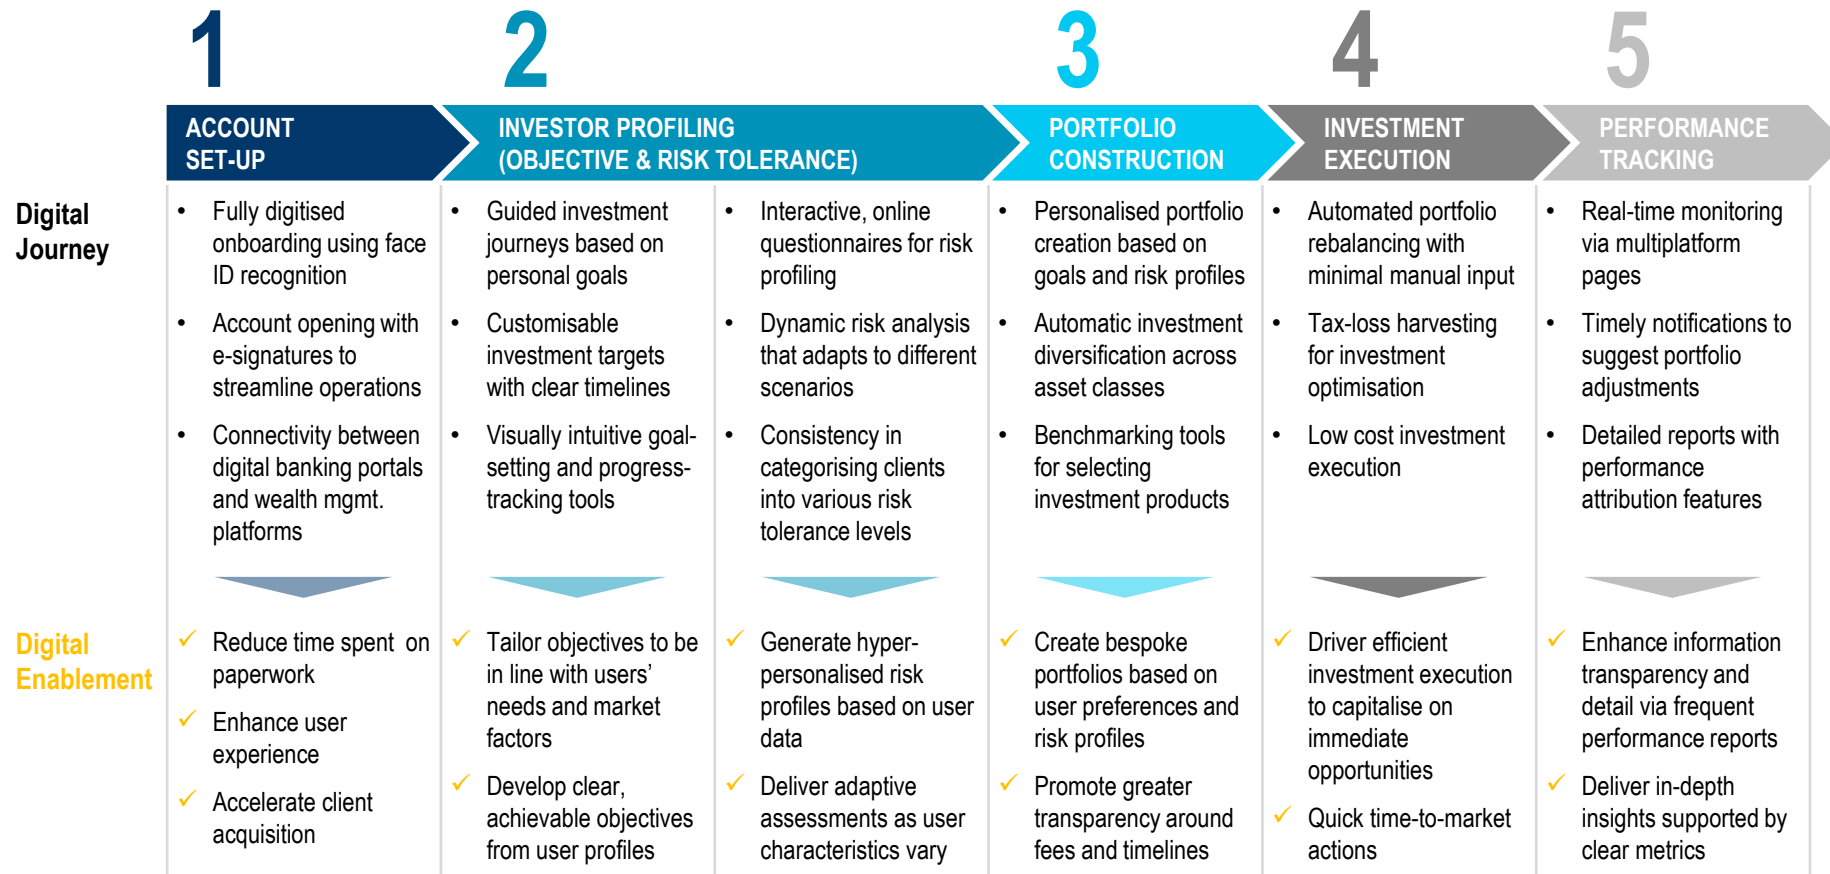 1
2
3
4
5
ACCOUNT
SET-UP
INVESTOR PROFILING
(OBJECTIVE & RISK TOLERANCE)
PORTFOLIO
CONSTRUCTION
INVESTMENT
EXECUTION
PERFORMANCE
TRACKING
Digital
Journey
• Fully digitised
onboarding using face
ID recognition
• Account opening with
e-signatures to
streamline operations
• Connectivity between
digital banking portals
and wealth mgmt.
platforms
• Guided investment
journeys based on
personal goals
• Customisable
investment targets
with clear timelines
• Visually intuitive goal-
setting and progress-
tracking tools
• Interactive, online
questionnaires for risk
profiling
• Dynamic risk analysis
that adapts to different
scenarios
• Consistency in
categorising clients
into various risk
tolerance levels
• Personalised portfolio
creation based on
goals and risk profiles
• Automatic investment
diversification across
asset classes
• Benchmarking tools
for selecting
investment products
• Automated portfolio
rebalancing with
minimal manual input
• Tax-loss harvesting
for investment
optimisation
• Low cost investment
execution
• Real-time monitoring
via multiplatform
pages
• Timely notifications to
suggest portfolio
adjustments
• Detailed reports with
performance
attribution features
Digital
Enablement
✓ Reduce time spent on
paperwork
✓ Enhance user
experience
✓ Accelerate client
acquisition
✓ Tailor objectives to be
in line with users’
needs and market
factors
✓ Develop clear,
achievable objectives
from user profiles
✓ Generate hyper-
personalised risk
profiles based on user
data
✓ Deliver adaptive
assessments as user
characteristics vary
✓ Create bespoke
portfolios based on
user preferences and
risk profiles
✓ Promote greater
transparency around
fees and timelines
✓ Driver efficient
investment execution
to capitalise on
immediate
opportunities
✓ Quick time-to-market
actions
✓ Enhance information
transparency and
detail via frequent
performance reports
✓ Deliver in-depth
insights supported by
clear metrics